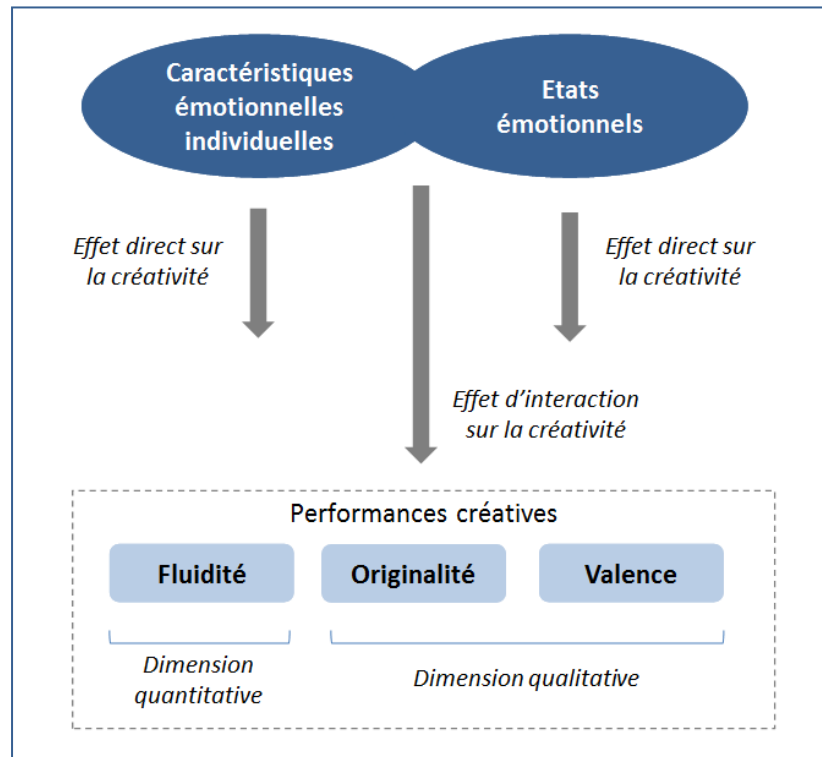 Caractéristiques
émotionnelles
individuelles
Etats
émotionnels
Effet direct sur
la créativité
Effet direct sur
la créativité
Effet d’interaction
sur la créativité
Performances créatives
Fluidité
Originalité
Valence
Dimension
quantitative
Dimension qualitative